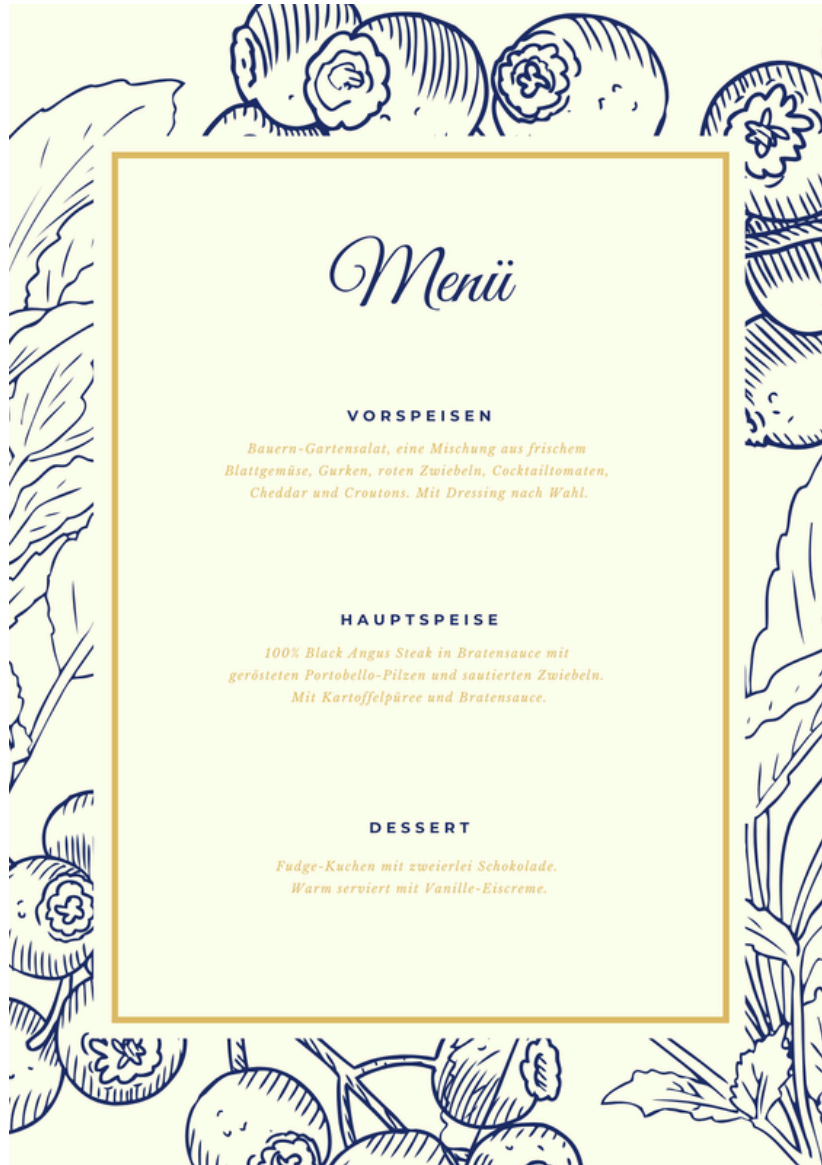 Menü
VORSPEISEN
Bauern-Gartensalat, eine Mischung aus frischem
Blattgemüse, Gurken, roten Zwiebeln, Cocktailtomaten,
Cheddar und Croutons. Mit Dressing nach Wahl.
HAUPTSPEISE
100% Black Angus Steak in Bratensauce mit
gerösteten Portobello-Pilzen und sautierten Zwiebeln.
Mit Kartoffelpüree und Bratensauce.
DESSERT
Fudge-Kuchen mit zweierlei Schokolade.
Warm serviert mit Vanille-Eiscreme.